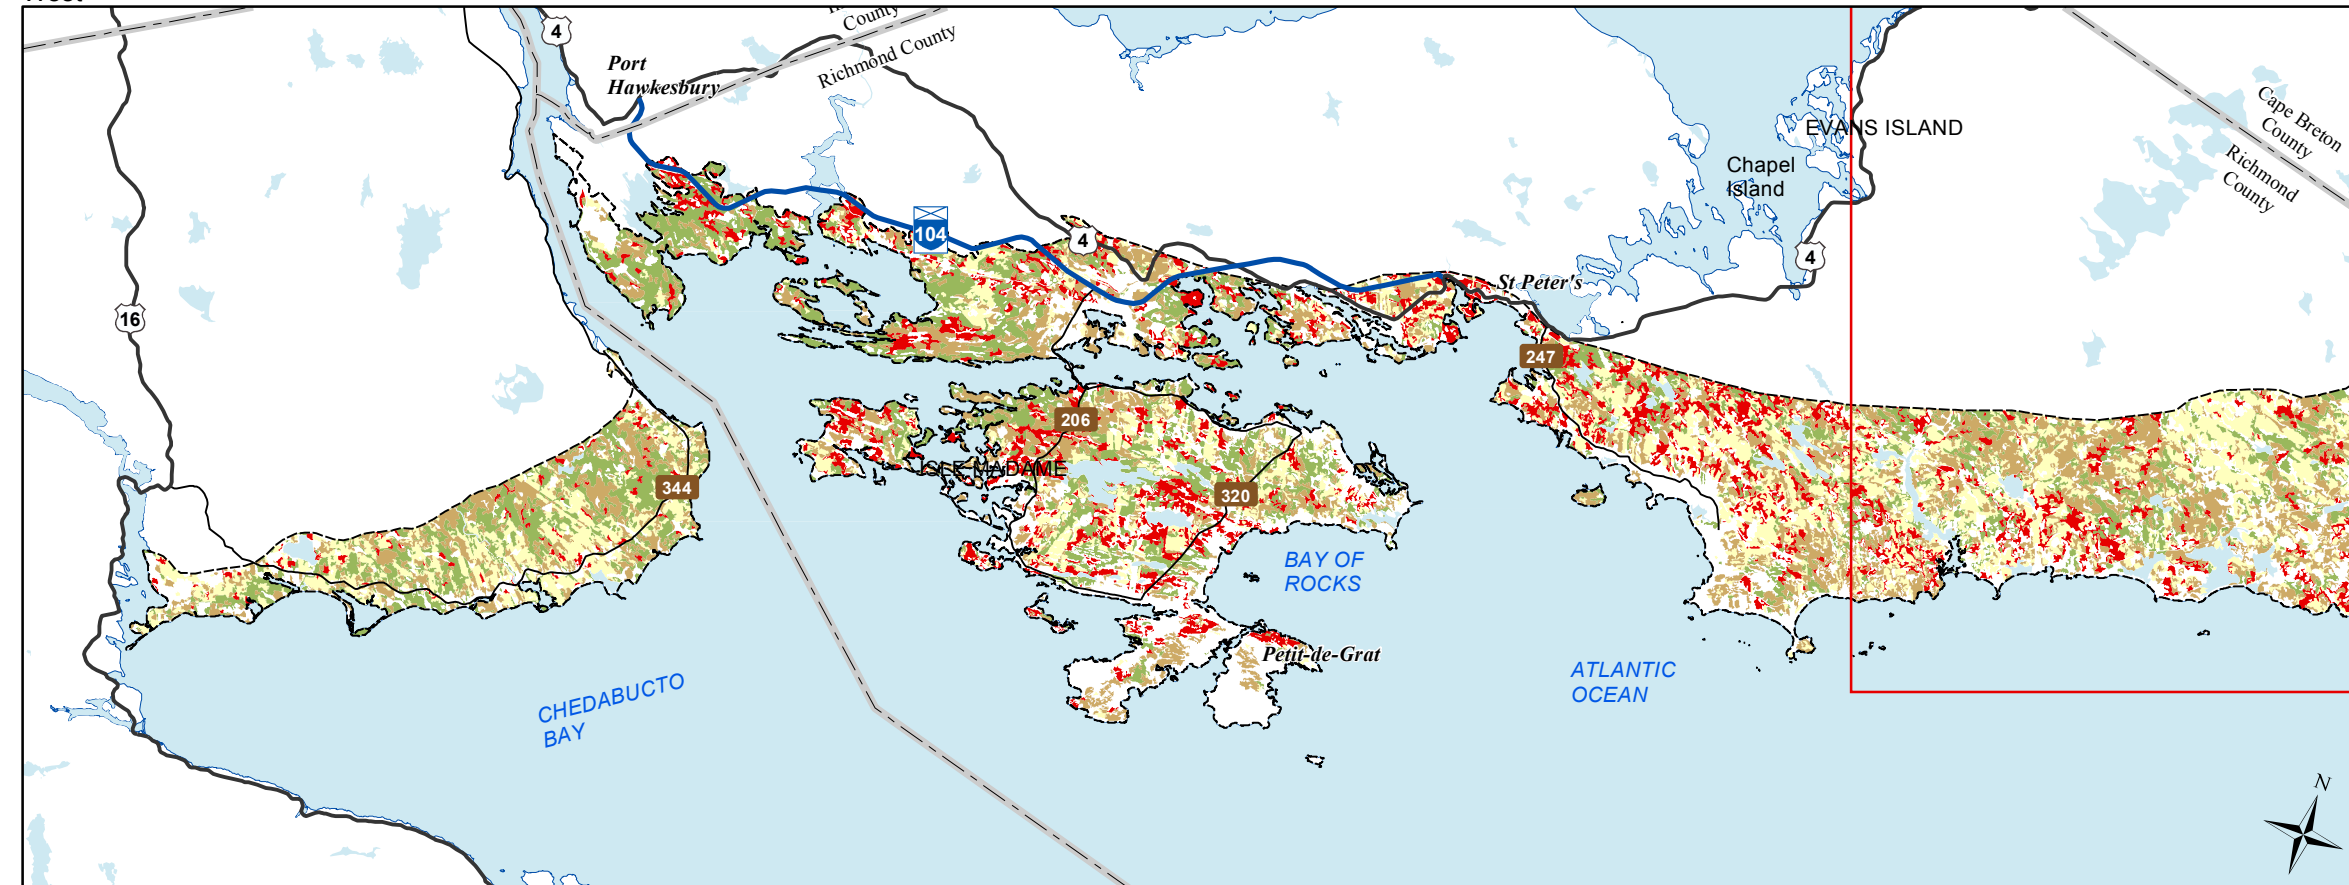 4
County
Richmond County
Port
Hawkesbury
Cape Breton
County
Richmond
County
EVANS ISLAND
Chapel
Island
104
4
4
St Peter's
16
247
206
ISLE MADAME
344
320
BAY OF
ROCKS
Petit-de-Grat
ATLANTIC
OCEAN
CHEDABUCTO
BAY
N